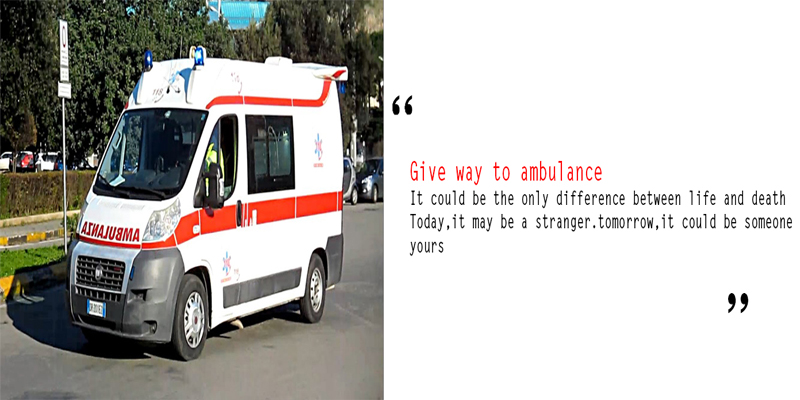 118
AMBULANZA
“
Give way to ambulance
It could be the only difference between life and death
Today,it may be a stranger.tomorrow,it could be someone
yours
”